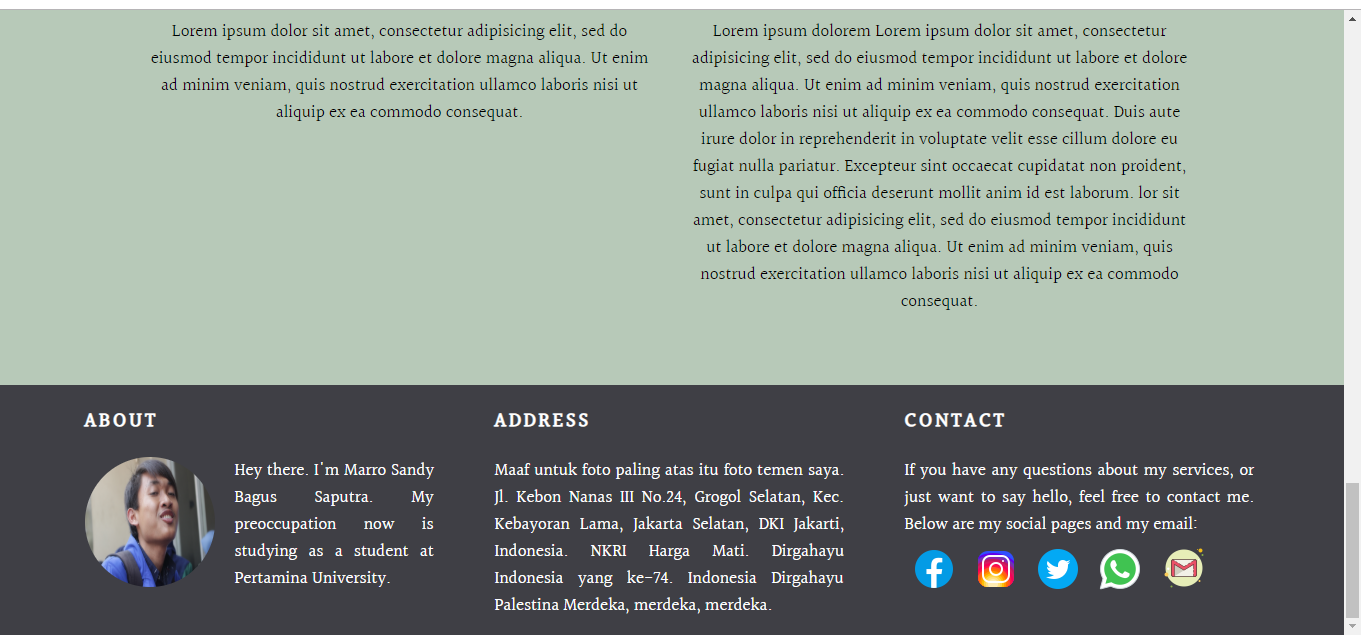 Lorem ipsum dolor sit amet, consectetur adipisicing elit, sed do
eiusmod tempor incididunt ut labore et dolore magna aliqua. Ut enim
ad minim veniam, quis nostrud exercitation ullamco laboris nisi ut
aliquip ex ea commodo consequat.
Lorem ipsum dolorem Lorem ipsum dolor sit amet, consectetur
adipisicing elit, sed do eiusmod tempor incididunt ut labore et dolore
magna aliqua. Ut enim ad minim veniam, quis nostrud exercitation
ullamco laboris nisi ut aliquip ex ea commodo consequat. Duis aute
irure dolor in reprehenderit in voluptate velit esse cillum dolore eu
fugiat nulla pariatur. Excepteur sint occaecat cupidatat non proident,
sunt in culpa qui officia deserunt mollit anim id est laborum. lor sit
amet, consectetur adipisicing elit, sed do eiusmod tempor incididunt
ut labore et dolore magna aliqua. Ut enim ad minim veniam, quis
nostrud exercitation ullamco laboris nisi ut aliquip ex ea commodo
consequat.
ABOUT
Hey there. I'm Marro Sandy
Bagus Saputra. My
preoccupation now is
studying as a student at
Pertamina University.
ADDRESS
Maaf untuk foto paling atas itu foto temen saya.
Jl. Kebon Nanas III No.24, Grogol Selatan, Kec.
Kebayoran Lama, Jakarta Selatan, DKI Jakarti,
Indonesia. NKRI Harga Mati. Dirgahayu
Indonesia yang ke-74. Indonesia Dirgahayu
Palestina Merdeka, merdeka, merdeka.
CONTACT
If you have any questions about my services, or
just want to say hello, feel free to contact me.
Below are my social pages and my email: